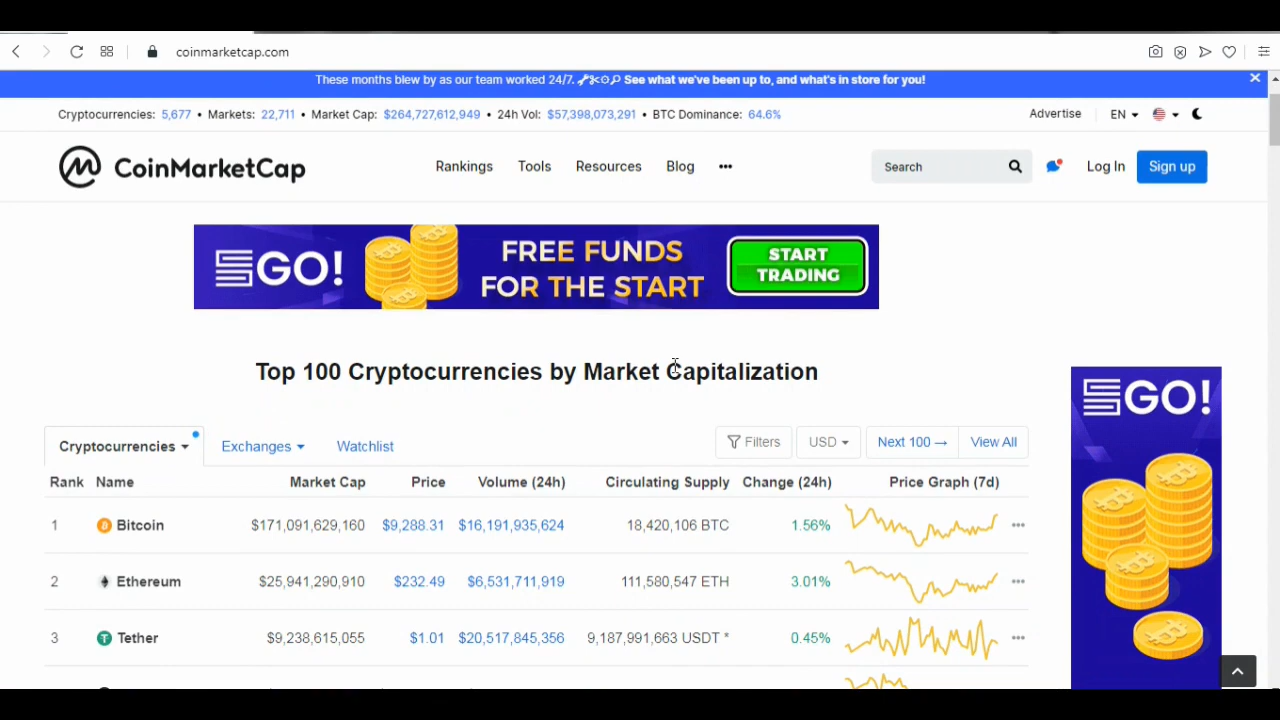 coinmarketcap.com
These months blew by as our team worked 24/7. See what we've been up to, and what's in store for you!
Cryptocurrencies: 5,677 • Markets: 22,711 • Market Cap: $264,727,612,949 • 24h Vol: $57,398,073,291 • BTC Dominance: 64.6% Advertise EN
CoinMarketCap Rankings Tools Resources Blog ••• Search Log In Sign up
GO! FREE FUNDS FOR THE START START TRADING
Top 100 Cryptocurrencies by Market Capitalization
GO!
Cryptocurrencies Exchanges Watchlist Filters USD Next 100 → View All
Rank Name Market Cap Price Volume (24h) Circulating Supply Change (24h) Price Graph (7d)
1 Bitcoin $171,091,629,160 $9,288.31 $16,191,935,624 18,420,106 BTC 1.56%
2 Ethereum $25,941,290,910 $232.49 $6,531,711,919 111,580,547 ETH 3.01%
3 Tether $9,238,615,055 $1.01 $20,517,845,356 9,187,991,663 USDT * 0.45%